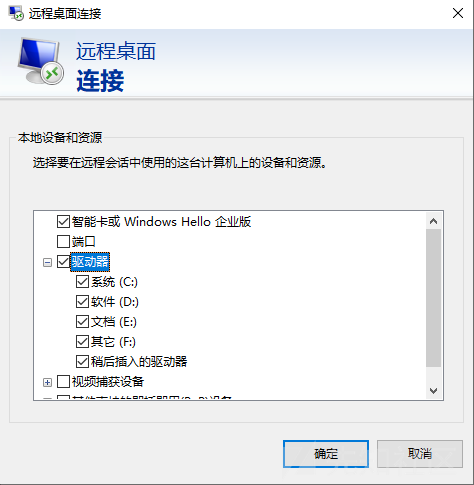 远程桌面连接
远程桌面
连接
本地设备和资源
选择要在远程会话中使用的这台计算机上的设备和资源。
智能卡或 Windows Hello 企业版
端口
驱动器
系统 (C:)
软件 (D:)
文档 (E:)
其它 (F:)
稍后插入的驱动器
视频捕获设备
确定
取消